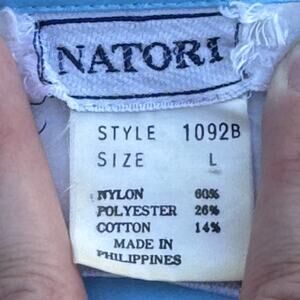 NATORI
STYLE 1092B
SIZE L
NYLON 60%
POLYESTER 26%
COTTON 14%
MADE IN
PHILIPPINES